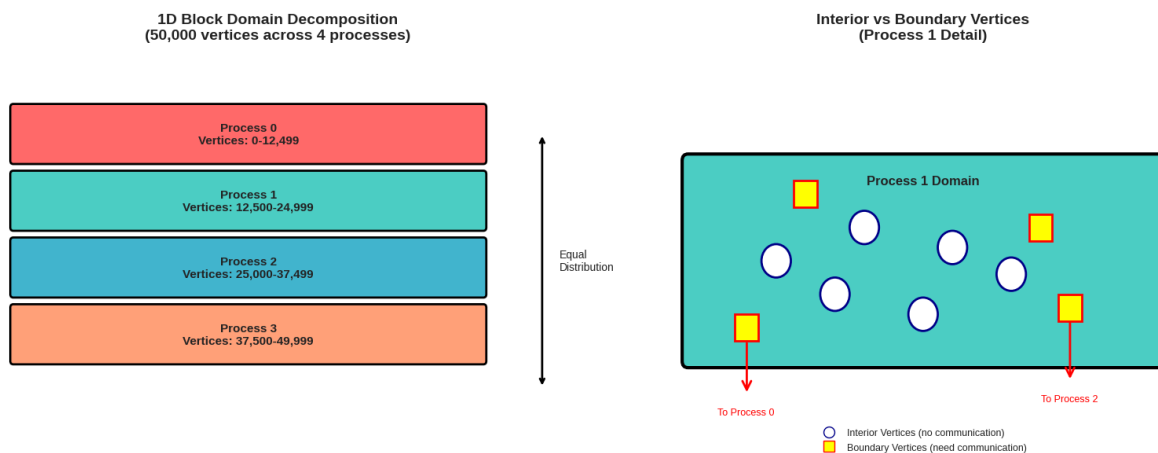 1D Block Domain Decomposition
(50,000 vertices across 4 processes)
Process 0
Vertices: 0-12,499
Process 1
Vertices: 12,500-24,999
Process 2
Vertices: 25,000-37,499
Process 3
Vertices: 37,500-49,999
Equal
Distribution
Interior vs Boundary Vertices
(Process 1 Detail)
Process 1 Domain
To Process 0
To Process 2
Interior Vertices (no communication)
Boundary Vertices (need communication)